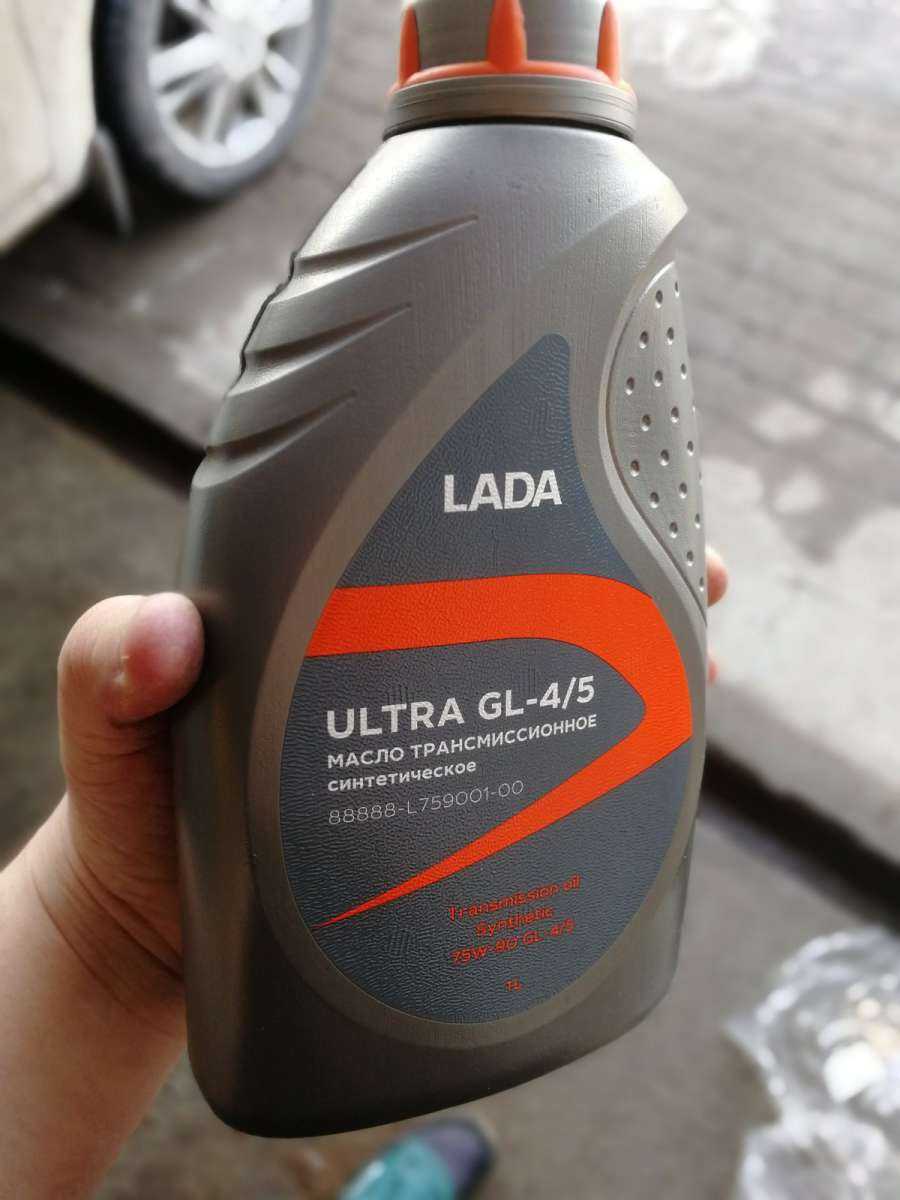 LADA
ULTRA GL-4/5
МАСЛО ТРАНСМИССИОННОЕ
синтетическое
88888-L759001-00
Transmission oil
Synthetic
75W-90 GL-4/5
1L